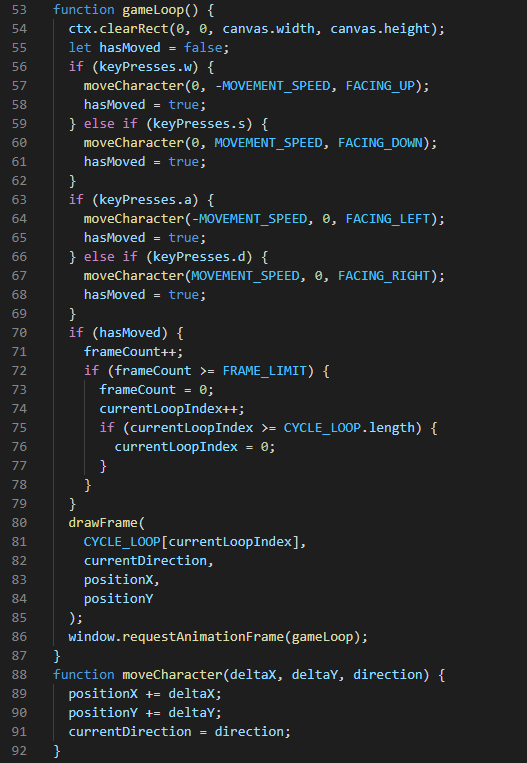 53 function gameLoop() {
54   ctx.clearRect(0, 0, canvas.width, canvas.height);
55   let hasMoved = false;
56   if (keyPresses.w) {
57     moveCharacter(0, -MOVEMENT_SPEED, FACING_UP);
58     hasMoved = true;
59   } else if (keyPresses.s) {
60     moveCharacter(0, MOVEMENT_SPEED, FACING_DOWN);
61     hasMoved = true;
62   }
63   if (keyPresses.a) {
64     moveCharacter(-MOVEMENT_SPEED, 0, FACING_LEFT);
65     hasMoved = true;
66   } else if (keyPresses.d) {
67     moveCharacter(MOVEMENT_SPEED, 0, FACING_RIGHT);
68     hasMoved = true;
69   }
70   if (hasMoved) {
71     frameCount++;
72     if (frameCount >= FRAME_LIMIT) {
73       frameCount = 0;
74       currentLoopIndex++;
75       if (currentLoopIndex >= CYCLE_LOOP.length) {
76         currentLoopIndex = 0;
77       }
78     }
79   }
80   drawFrame(
81     CYCLE_LOOP[currentLoopIndex],
82     currentDirection,
83     positionX,
84     positionY
85   );
86   window.requestAnimationFrame(gameLoop);
87 }
88 function moveCharacter(deltaX, deltaY, direction) {
89   positionX += deltaX;
90   positionY += deltaY;
91   currentDirection = direction;
92 }